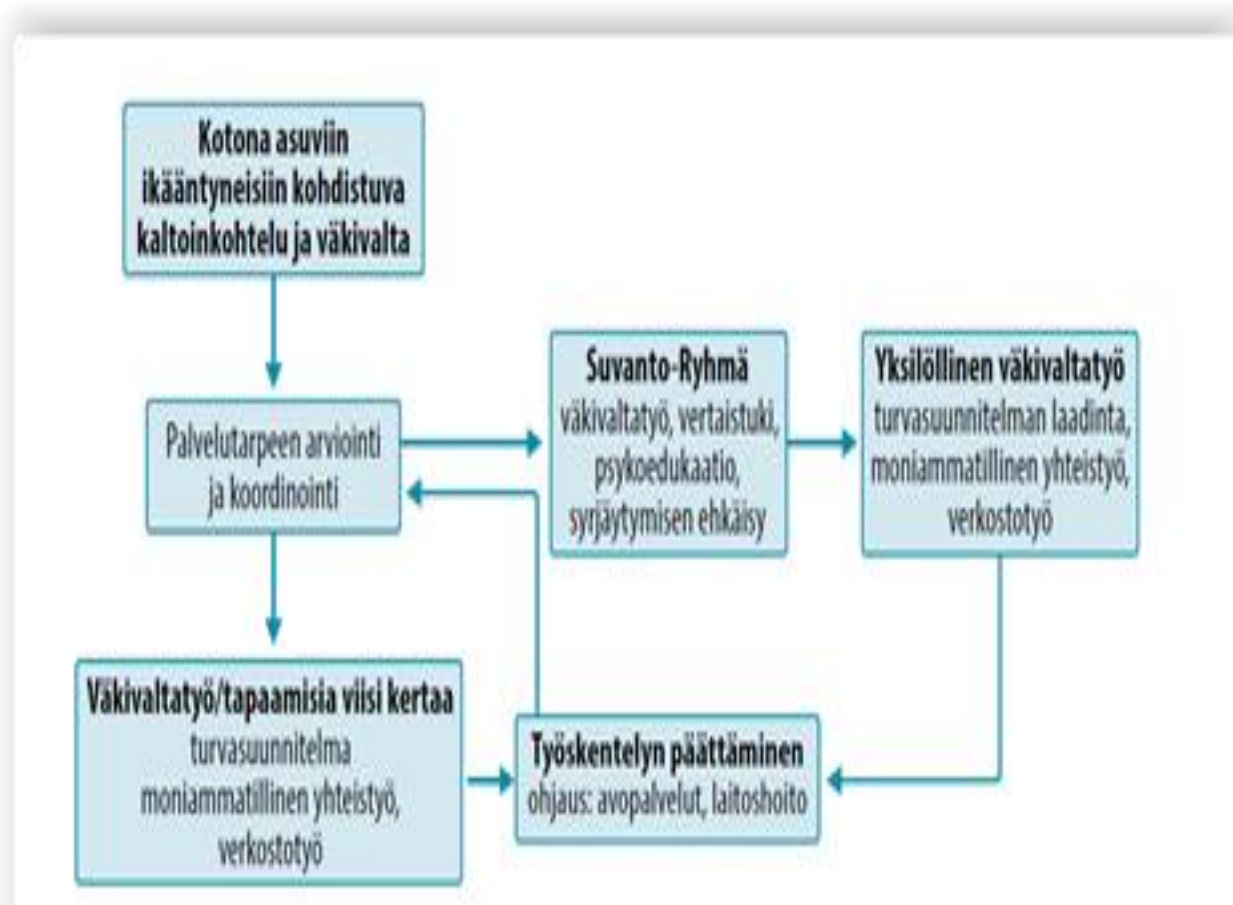 Kotona asuviin
ikääntyneisiin kohdistuva
kaltoinkohtelu ja väkivalta
Palvelutarpeen arviointi
ja koordinointi
Suvanto-Ryhmä
väkivaltatyö, vertaistuki,
psykoedukaatio,
syrjäytymisen ehkäisy
Yksilöllinen väkivaltatyö
turvasuunnitelman laadinta,
moniammatillinen yhteistyö,
verkostotyö
Väkivaltatyö/tapaamisia viisi kertaa
turvasuunnitelma
moniammatillinen yhteistyö,
verkostotyö
Työskentelyn päättäminen
ohjaus: avopalvelut, laitoshoito